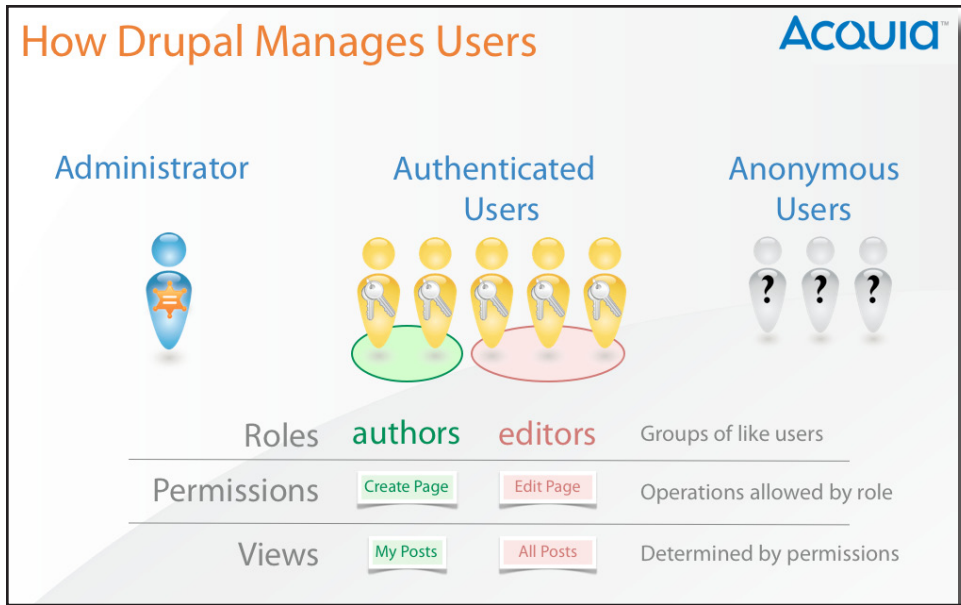 How Drupal Manages Users
ACQUIA™
Administrator
Authenticated
Users
Anonymous
Users
? ? ?
Roles authors editors Groups of like users
Permissions Create Page Edit Page Operations allowed by role
Views My Posts All Posts Determined by permissions